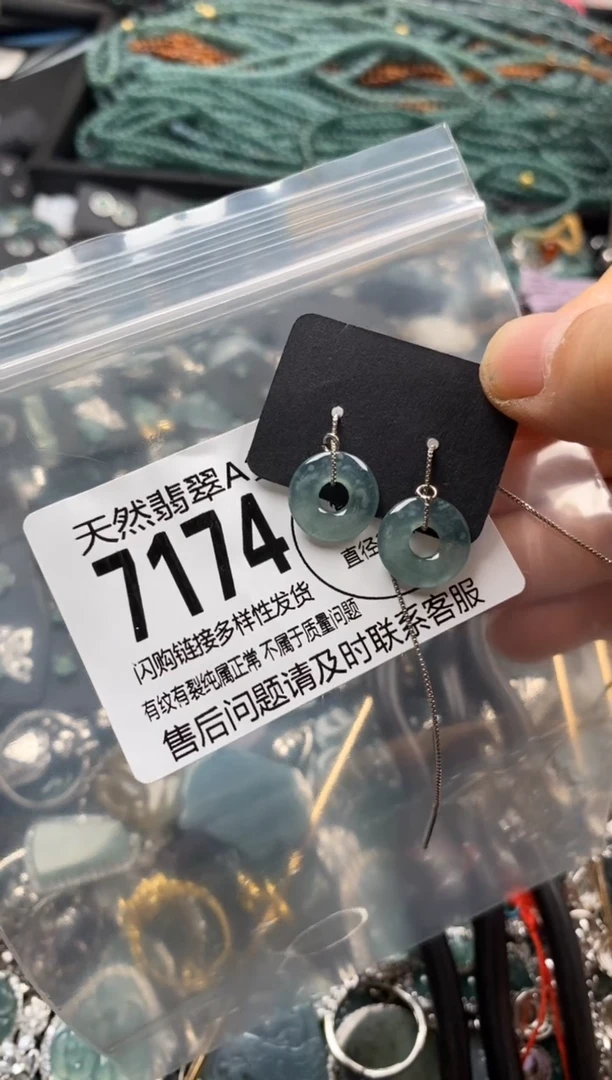 天然翡翠A
7174
直径
闪购链接多样性发货
有纹有裂纯属正常 不属于质量问题
售后问题请及时联系客服